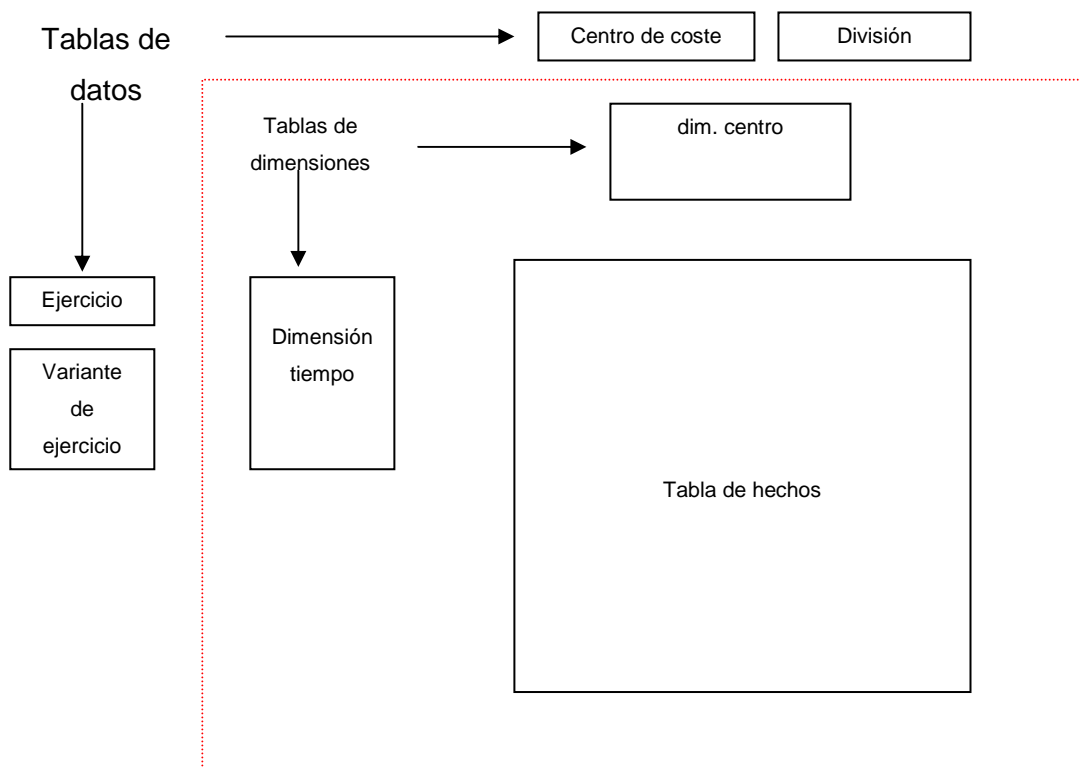 Tablas de
datos
Centro de coste
División
Tablas de
dimensiones
dim. centro
Ejercicio
Variante
de
ejercicio
Dimensión
tiempo
Tabla de hechos